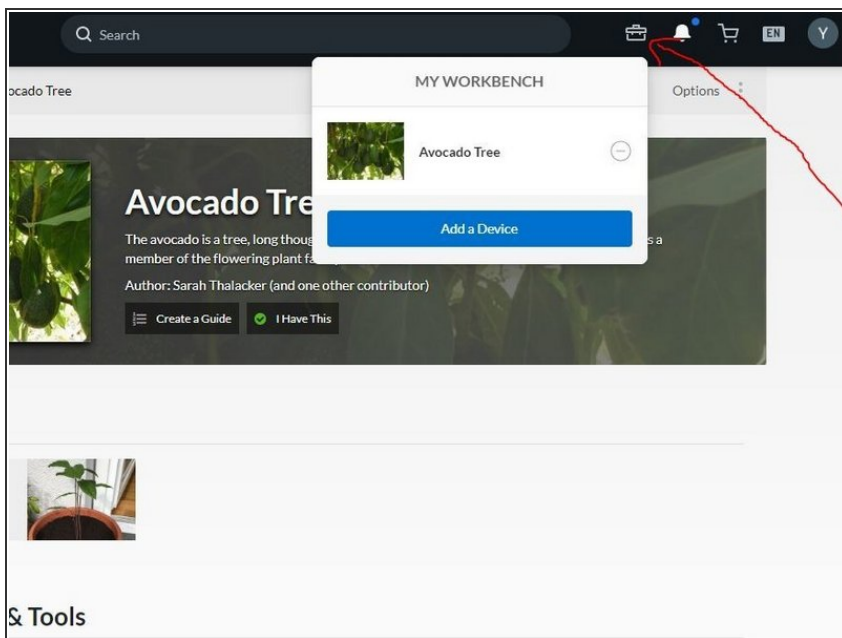 Search
EN
Y
ocado Tree
Options
MY WORKBENCH
Avocado Tree
Add a Device
Avocado Tre
The avocado is a tree, long thoug
s a
member of the flowering plant fa
Author: Sarah Thalacker (and one other contributor)
Create a Guide
I Have This
& Tools